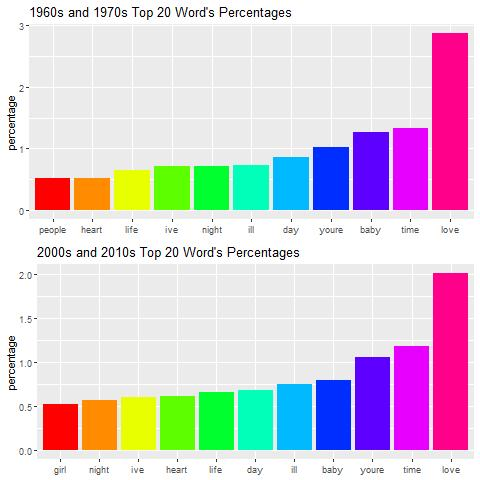 1960s and 1970s Top 20 Word's Percentages
percentage
3
2
1
0
people heart life ive night ill day youre baby time love
2000s and 2010s Top 20 Word's Percentages
percentage
2.0
1.5
1.0
0.5
0.0
girl night ive heart life day ill baby youre time love